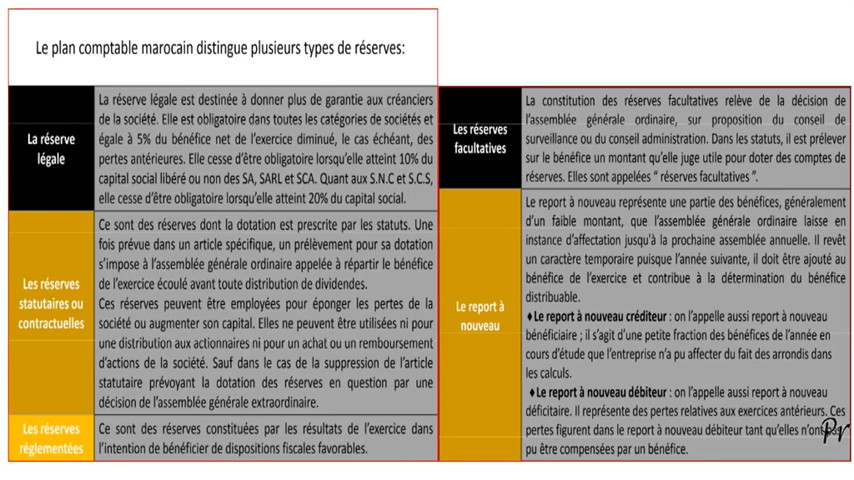 Le plan comptable marocain distingue plusieurs types de réserves:
La réserve
légale
La réserve légale est destinée à donner plus de garantie aux créanciers
de la société. Elle est obligatoire dans toutes les catégories de sociétés et
égale à 5% du bénéfice net de l'exercice diminué, le cas échéant, des
pertes antérieures. Elle cesse d'être obligatoire lorsqu'elle atteint 10% du
capital social libéré ou non des SA, SARL et SCA. Quant aux S.N.C et S.C.S,
elle cesse d'être obligatoire lorsqu'elle atteint 20% du capital social.
Les réserves
statutaires ou
contractuelles
Ce sont des réserves dont la dotation est prescrite par les statuts. Une
fois prévue dans un article spécifique, un prélèvement pour sa dotation
s'impose à l'assemblée générale ordinaire appelée à répartir le bénéfice
de l'exercice écoulé avant toute distribution de dividendes.
Ces réserves peuvent être employées pour éponger les pertes de la
société ou augmenter son capital. Elles ne peuvent être utilisées ni pour
une distribution aux actionnaires ni pour un achat ou un remboursement
d'actions de la société. Sauf dans le cas de la suppression de l'article
statutaire prévoyant la dotation des réserves en question par une
décision de l'assemblée générale extraordinaire.
Les réserves
réglementées
Ce sont des réserves constituées par les résultats de l'exercice dans
l'intention de bénéficier de dispositions fiscales favorables.
Les réserves
facultatives
La constitution des réserves facultatives relève de la décision de
l'assemblée générale ordinaire, sur proposition du conseil de
surveillance ou du conseil administration. Dans les statuts, il est prélever
sur le bénéfice un montant qu'elle juge utile pour doter des comptes de
réserves. Elles sont appelées " réserves facultatives ".
Le report à
nouveau
Le report à nouveau représente une partie des bénéfices, généralement
d'un faible montant, que l'assemblée générale ordinaire laisse en
instance d'affectation jusqu'à la prochaine assemblée annuelle. Il revêt
un caractère temporaire puisque l'année suivante, il doit être ajouté au
bénéfice de l'exercice et contribue à la détermination du bénéfice
distribuable.
♦Le report à nouveau créditeur : on l'appelle aussi report à nouveau
bénéficiaire ; il s'agit d'une petite fraction des bénéfices de l'année en
cours d'étude que l'entreprise n'a pu affecter du fait des arrondis dans
les calculs.
♦Le report à nouveau débiteur : on l'appelle aussi report à nouveau
déficitaire. Il représente des pertes relatives aux exercices antérieurs. Ces
pertes figurent dans le report à nouveau débiteur tant qu'elles n'ont pas
pu être compensées par un bénéfice.
Pr